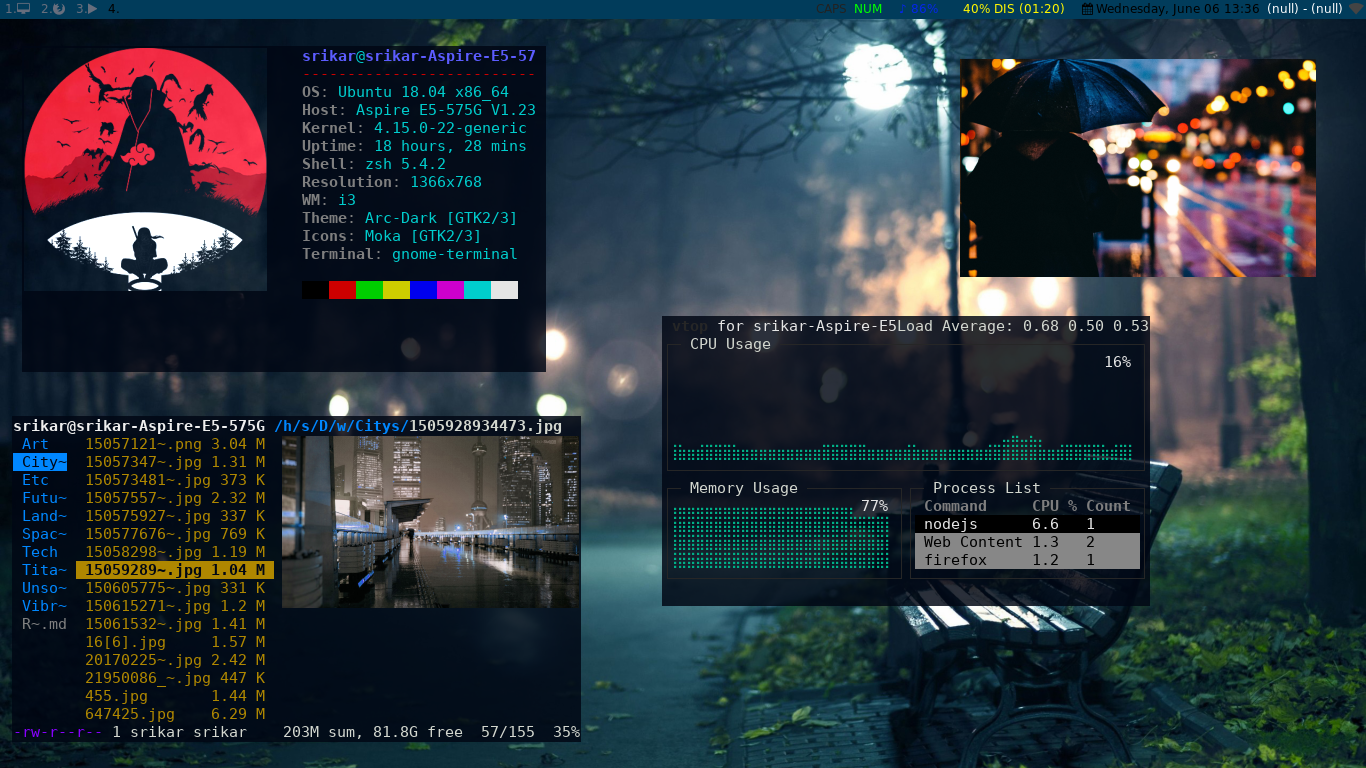 1. 2. 3. 4. CAPS NUM ♪ 80% 40% DIS (01:20) Wednesday, June 06 13:36 (null) - (null)
srikar@srikar-Aspire-E5-57
--------------------------
OS: Ubuntu 18.04 x86_64
Host: Aspire E5-575G V1.23
Kernel: 4.15.0-22-generic
Uptime: 18 hours, 28 mins
Shell: zsh 5.4.2
Resolution: 1366x768
WM: i3
Theme: Arc-Dark [GTK2/3]
Icons: Moka [GTK2/3]
Terminal: gnome-terminal
vtop for srikar-Aspire-E5Load Average: 0.68 0.50 0.53
CPU Usage
16%
Memory Usage
77%
Process List
Command CPU % Count
nodejs 6.6 1
Web Content 1.3 2
firefox 1.2 1
srikar@srikar-Aspire-E5-575G /h/s/D/w/Citys/1505928934473.jpg
Art 15057121~.png 3.04 M
City~ 15057347~.jpg 1.31 M
Etc 150573481~.jpg 373 K
Futu~ 15057557~.jpg 2.32 M
Land~ 150575927~.jpg 337 K
Spac~ 150577676~.jpg 769 K
Tech 15058298~.jpg 1.19 M
Tita~ 15059289~.jpg 1.04 M
Unso~ 150605775~.jpg 331 K
Vibr~ 150615271~.jpg 1.2 M
R~.md 15061532~.jpg 1.41 M
16[6].jpg 1.57 M
20170225~.jpg 2.42 M
21950086_~.jpg 447 K
455.jpg 1.44 M
647425.jpg 6.29 M
-rw-r--r-- 1 srikar srikar 203M sum, 81.8G free 57/155 35%